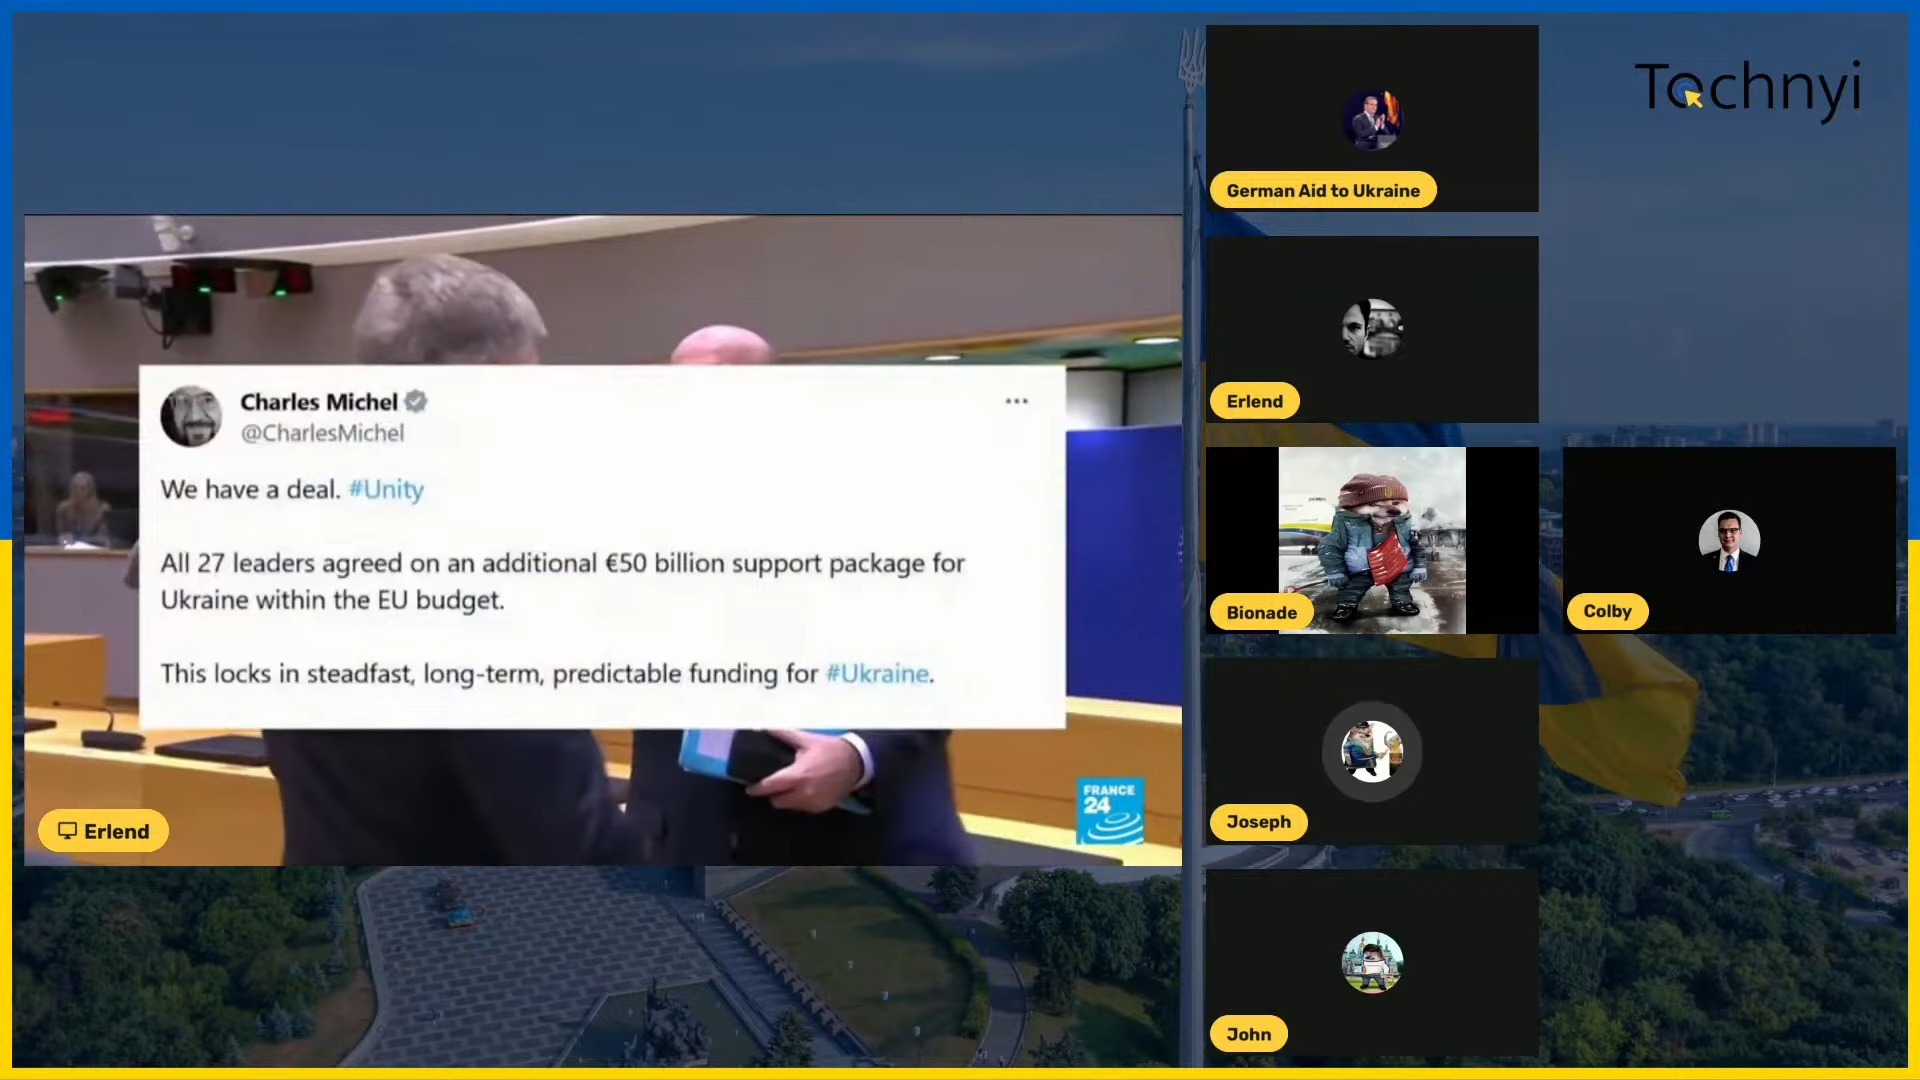 Technyi
German Aid to Ukraine
Erlend
Bionade
Colby
Joseph
John
Charles Michel
@CharlesMichel
We have a deal. #Unity
All 27 leaders agreed on an additional €50 billion support package for
Ukraine within the EU budget.
This locks in steadfast, long-term, predictable funding for #Ukraine.
FRANCE
24
Erlend